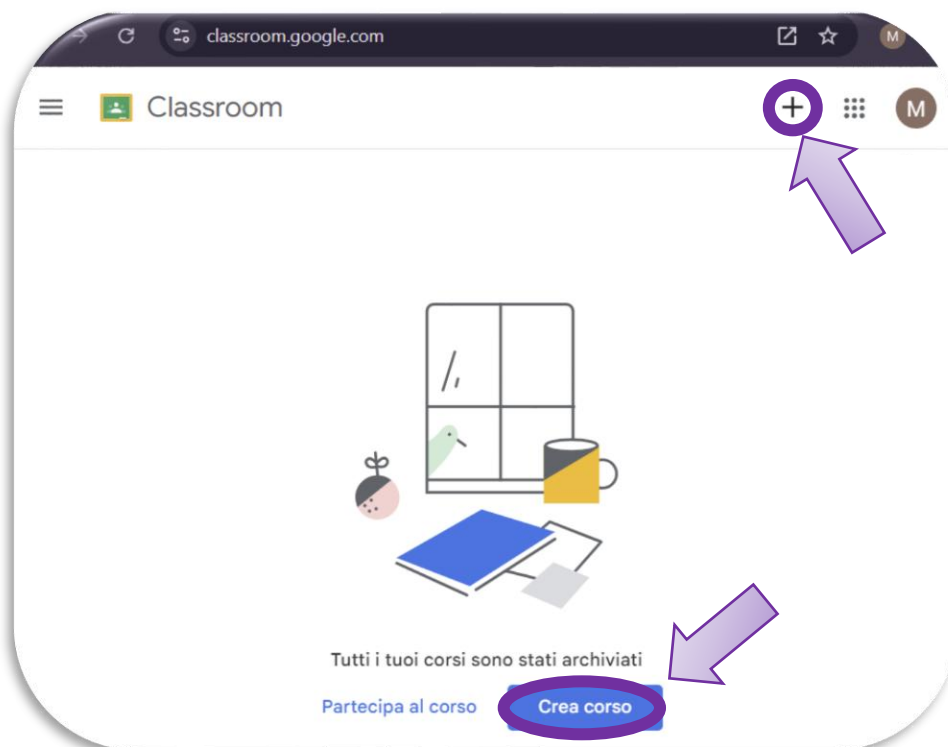 classroom.google.com
M
Classroom
+
M
Tutti i tuoi corsi sono stati archiviati
Partecipa al corso
Crea corso